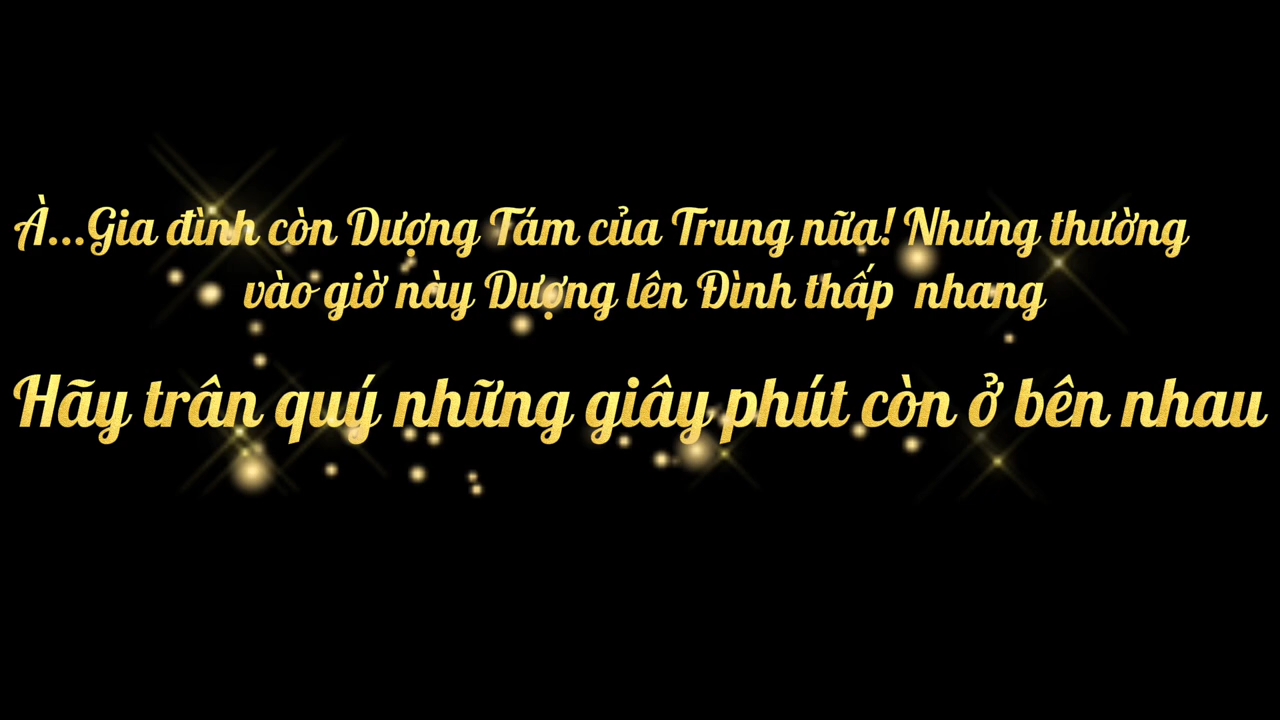 À...Gia đình còn Dượng Tám của Trung nữa! Nhưng thường
vào giờ này Dượng lên Đình thấp nhang
Hãy trân quý những giây phút còn ở bên nhau